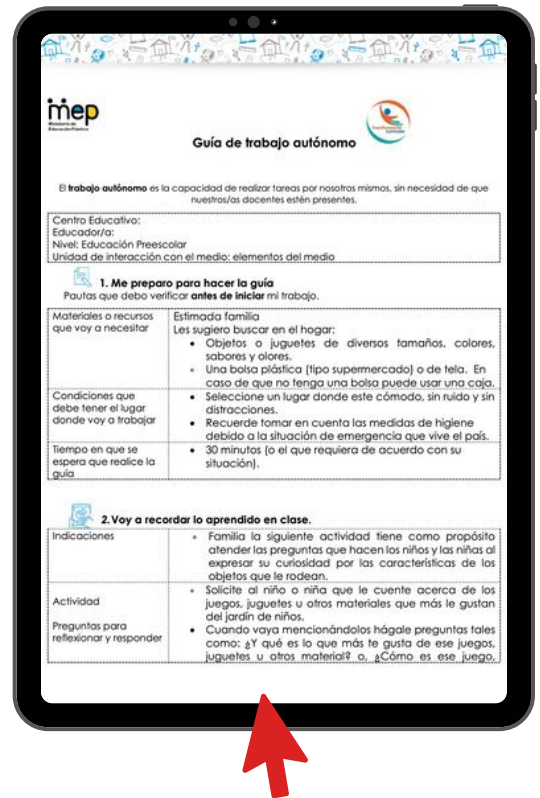 mep
Ministerio de
Educación Pública
Transformación
Curricular
Guía de trabajo autónomo
El trabajo autónomo es la capacidad de realizar tareas por nosotros mismos, sin necesidad de que
nuestros/as docentes estén presentes.
Centro Educativo:
Educador/a:
Nivel: Educación Preescolar
Unidad de interacción con el medio: elementos del medio
1. Me preparo para hacer la guía
Pautas que debo verificar antes de iniciar mi trabajo.
Materiales o recursos
que voy a necesitar
Estimada familia
Les sugiero buscar en el hogar:
• Objetos o juguetes de diversos tamaños, colores,
sabores y olores.
• Una bolsa plástica (tipo supermercado) o de tela. En
caso de que no tenga una bolsa puede usar una caja.
Condiciones que
debe tener el lugar
donde voy a trabajar
• Seleccione un lugar donde este cómodo, sin ruido y sin
distracciones.
• Recuerde tomar en cuenta las medidas de higiene
debido a la situación de emergencia que vive el país.
Tiempo en que se
espera que realice la
guía
• 30 minutos (o el que requiera de acuerdo con su
situación).
2. Voy a recordar lo aprendido en clase.
Indicaciones
• Familia la siguiente actividad tiene como propósito
atender las preguntas que hacen los niños y las niñas al
expresar su curiosidad por las características de los
objetos que le rodean.
Actividad
Preguntas para
reflexionar y responder
• Solicite al niño o niña que le cuente acerca de los
juegos, juguetes u otros materiales que más le gustan
del jardín de niños.
• Cuando vaya mencionándolos hágale preguntas tales
como: ¿Y qué es lo que más te gusta de ese juegos,
juguetes u otros material? o, ¿Cómo es ese juego,